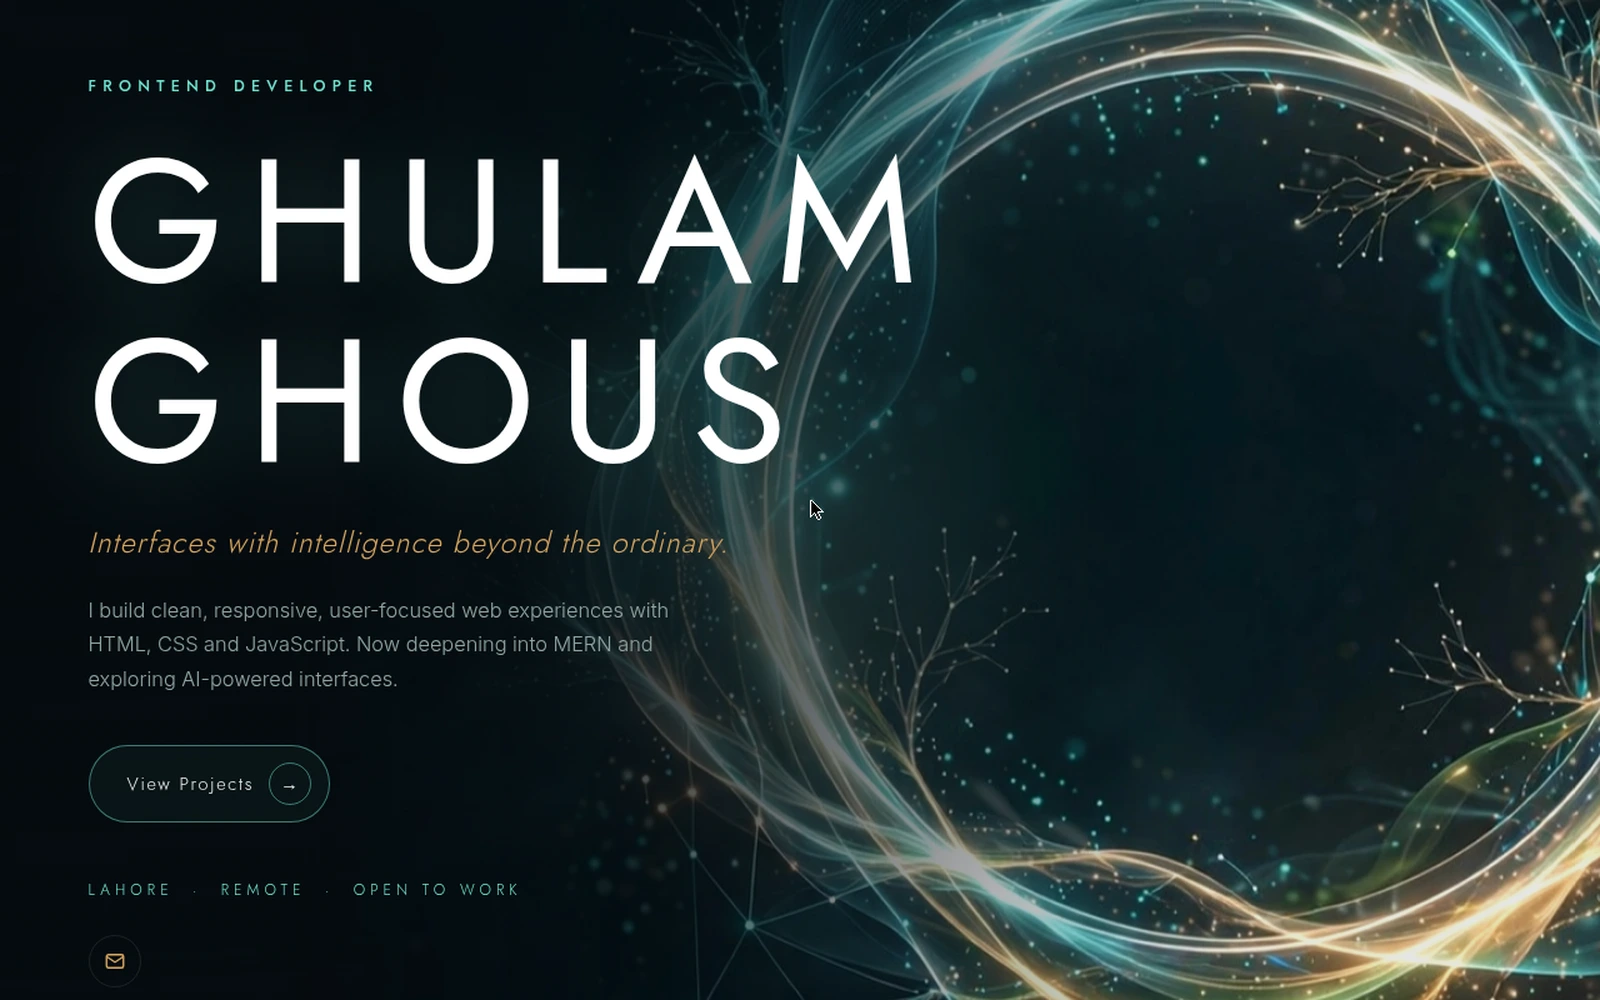 FRONTEND DEVELOPER
GHULAM
GHOUS
Interfaces with intelligence beyond the ordinary.
I build clean, responsive, user-focused web experiences with
HTML, CSS and JavaScript. Now deepening into MERN and
exploring AI-powered interfaces.
View Projects →
LAHORE · REMOTE · OPEN TO WORK